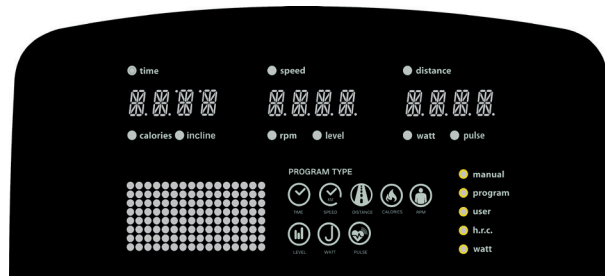 time speed distance
calories incline rpm level watt pulse
PROGRAM TYPE
manual
program
user
h.r.c.
watt
TIME SPEED DISTANCE CALORIES RPM
LEVEL WATT PULSE